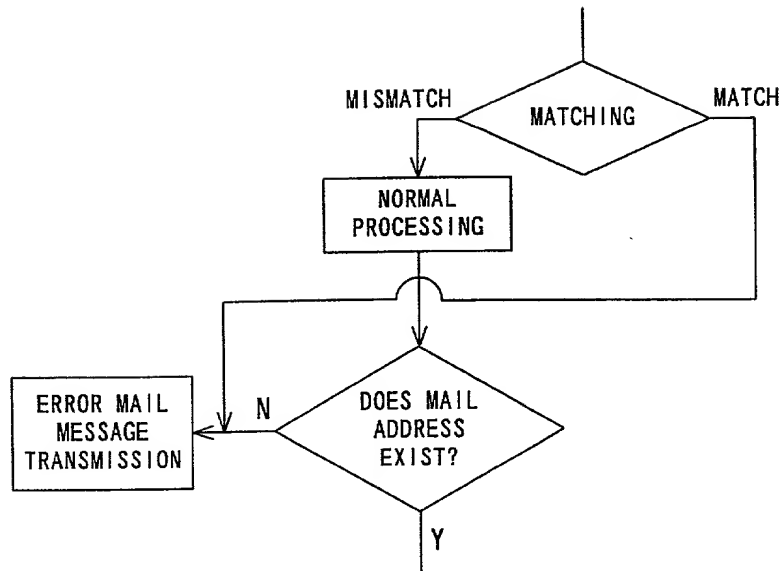 MISMATCH
MATCHING
MATCH
NORMAL
PROCESSING
ERROR MAIL
MESSAGE
TRANSMISSION
N
DOES MAIL
ADDRESS
EXIST?
Y